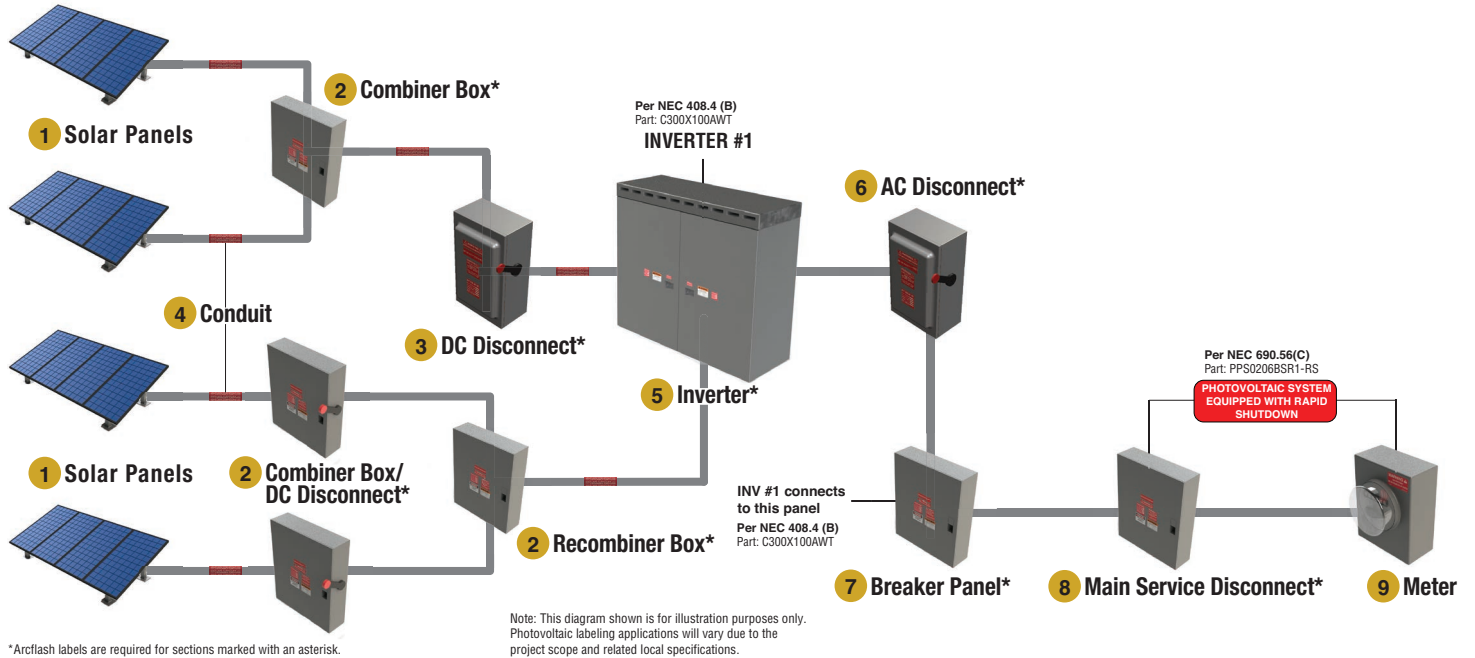 2 Combiner Box*
1 Solar Panels
Per NEC 408.4 (B)
Part: C300X100AWT
INVERTER #1
6 AC Disconnect*
4 Conduit
3 DC Disconnect*
5 Inverter*
Per NEC 690.56(C)
Part: PPS0206BSR1-RS
PHOTOVOLTAIC SYSTEM
EQUIPPED WITH RAPID
SHUTDOWN
1 Solar Panels
2 Combiner Box/
DC Disconnect*
2 Recombiner Box*
INV #1 connects
to this panel
Per NEC 408.4 (B)
Part: C300X100AWT
7 Breaker Panel*
8 Main Service Disconnect*
9 Meter
*Arcflash labels are required for sections marked with an asterisk.
Note: This diagram shown is for illustration purposes only.
Photovoltaic labeling applications will vary due to the
project scope and related local specifications.